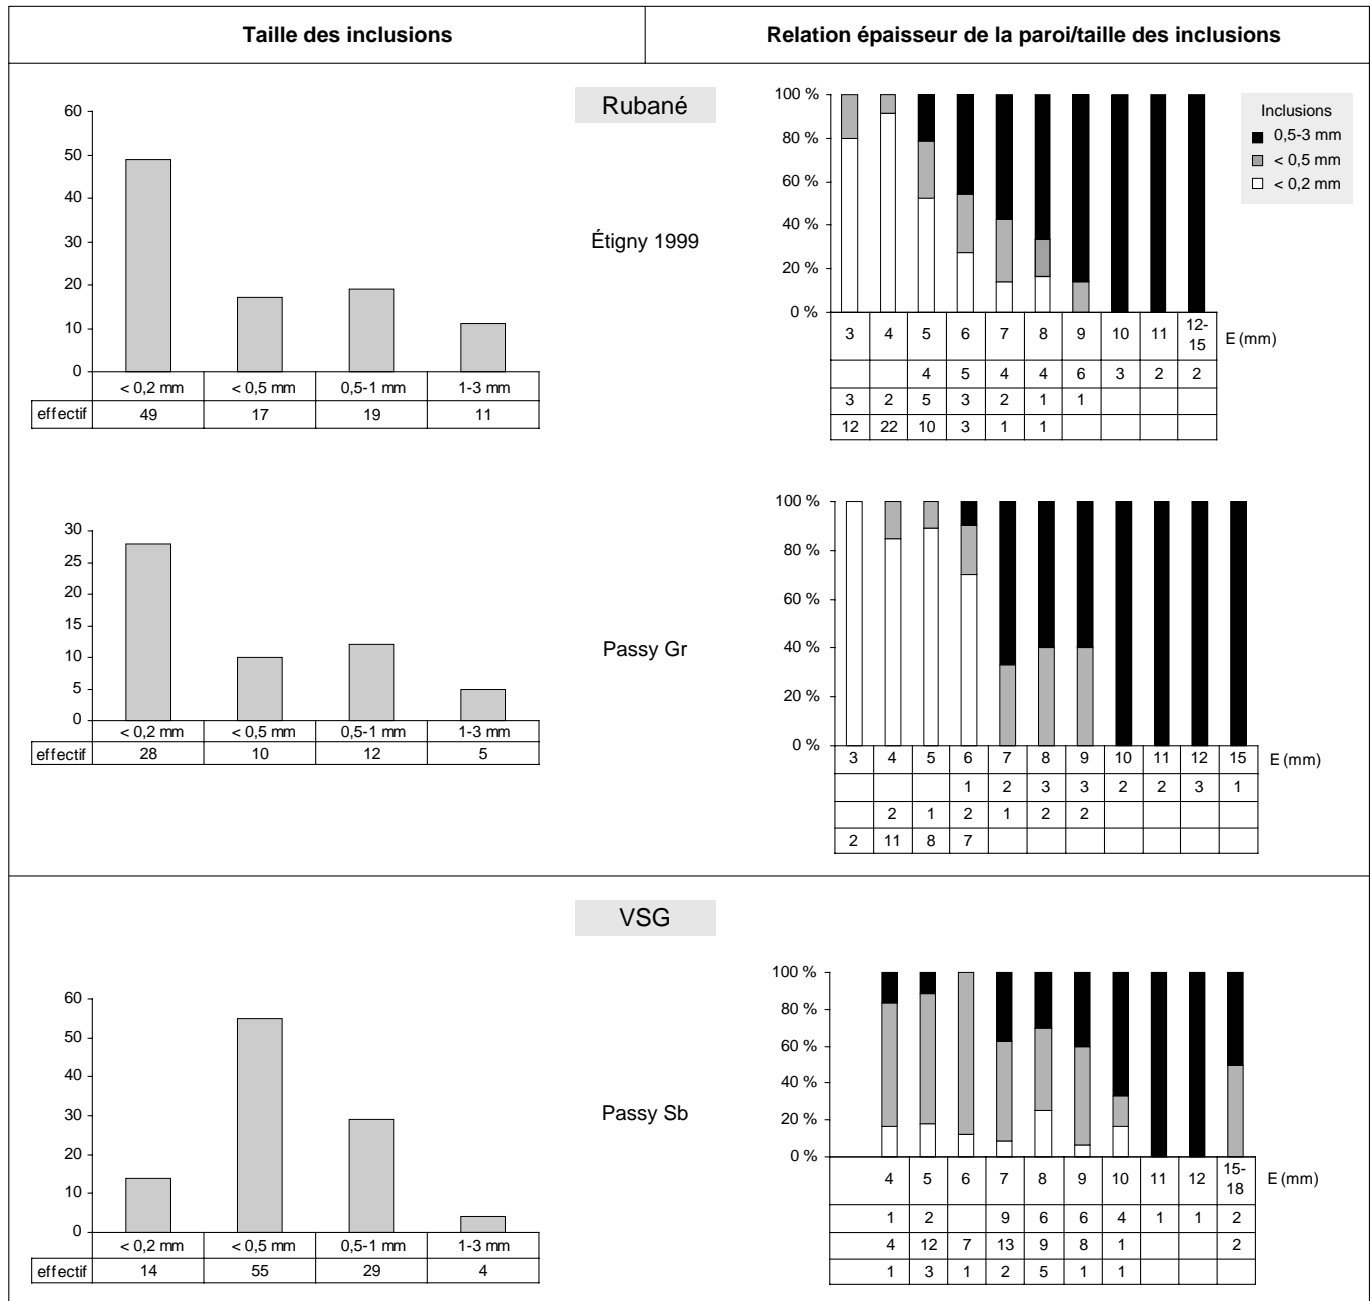 Taille des inclusions
Relation épaisseur de la paroi/taille des inclusions
Rubané
Étigny 1999
60
50
40
30
20
10
0
< 0,2 mm < 0,5 mm 0,5-1 mm 1-3 mm
effectif 49 17 19 11
100 %
80 %
60 %
40 %
20 %
0 %
3 4 5 6 7 8 9 10 11 12-15 E (mm)
4 5 4 4 6 3 2 2
3 2 5 3 2 1 1
12 22 10 3 1 1
Inclusions
0,5-3 mm
< 0,5 mm
< 0,2 mm
Passy Gr
30
25
20
15
10
5
0
< 0,2 mm < 0,5 mm 0,5-1 mm 1-3 mm
effectif 28 10 12 5
100 %
80 %
60 %
40 %
20 %
0 %
3 4 5 6 7 8 9 10 11 12 15 E (mm)
1 2 3 3 2 2 3 1
2 1 2 1 2 2
2 11 8 7
VSG
Passy Sb
60
50
40
30
20
10
0
< 0,2 mm < 0,5 mm 0,5-1 mm 1-3 mm
effectif 14 55 29 4
100 %
80 %
60 %
40 %
20 %
0 %
4 5 6 7 8 9 10 11 12 15-18 E (mm)
1 2 9 6 6 4 1 1 2
4 12 7 13 9 8 1 2
1 3 1 2 5 1 1